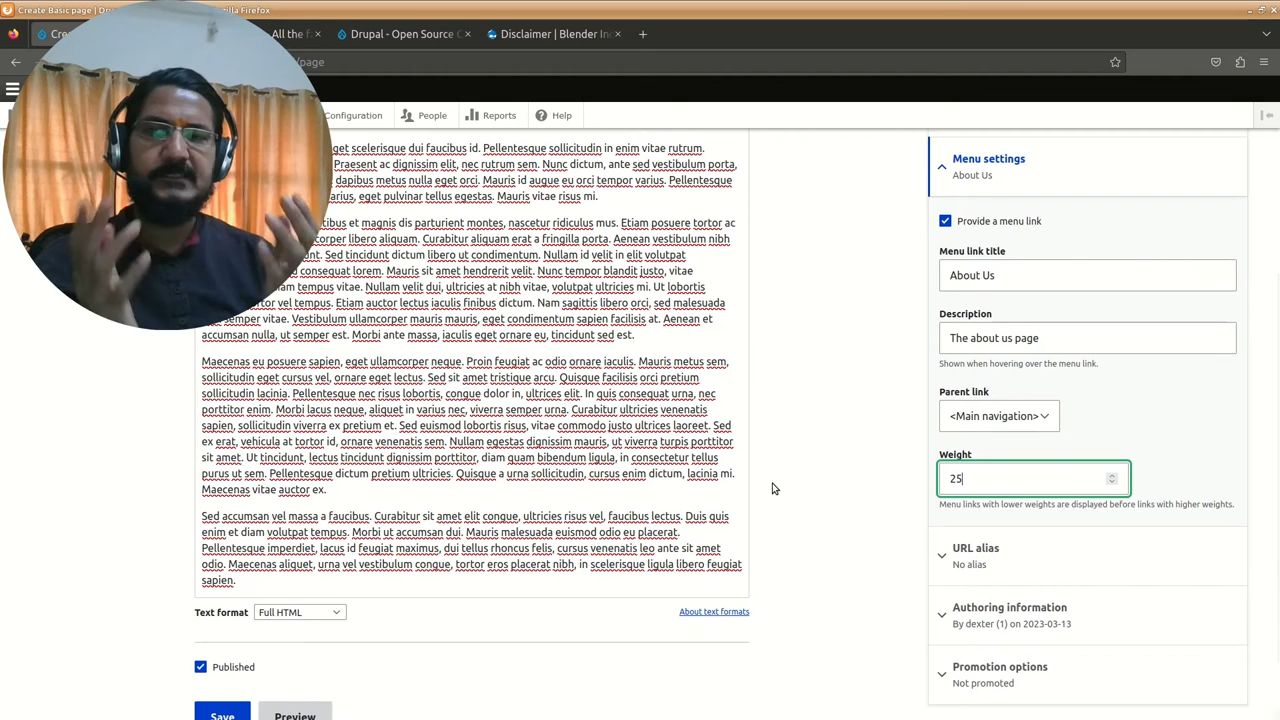 Create Basic page | Dr
zilla Firefox
Cre
All the f
Drupal - Open Source C
Disclaimer | Blender Inc
/page
Configuration
People
Reports
Help
get scelerisque dui faucibus id. Pellentesque sollicitudin in enim vitae rutrum.
Praesent ac dignissim elit, nec rutrum sem. Nunc dictum, ante sed vestibulum porta,
dapibus metus nulla eget orci. Mauris id augue eu orci tempor varius. Pellentesque
varius, eget pulvinar tellus egestas. Mauris vitae risus mi.
ibus et magnis dis parturient montes, nascetur ridiculus mus. Etiam posuere tortor ac
corper libero aliquam. Curabitur aliquam erat a fringilla porta. Aenean vestibulum nibh
t. Sed tincidunt dictum libero ut condimentum. Nullam id velit in elit volutpat
consequat lorem. Mauris sit amet hendrerit velit. Nunc tempor blandit justo, vitae
Nullam velit dui, ultricies at nibh vitae, volutpat ultricies mi. Ut lobortis
tor vel tempus. Etiam auctor lectus iaculis finibus dictum. Nam sagittis libero orci, sed malesuada
semper vitae. Vestibulum ullamcorper mauris mauris, eget condimentum sapien facilisis at. Aenean et
accumsan nulla, ut semper est. Morbi ante massa, iaculis eget ornare eu, tincidunt sed est.
Maecenas eu posuere sapien, eget ullamcorper neque. Proin feugiat ac odio ornare iaculis. Mauris metus sem,
sollicitudin eget cursus vel, ornare eget lectus. Sed sit amet tristique arcu. Quisque facilisis orci pretium
sollicitudin lacinia. Pellentesque nec risus lobortis, congue dolor in, ultrices elit. In quis consequat urna, nec
porttitor enim. Morbi lacus neque, aliquet in varius nec, viverra semper urna. Curabitur ultricies venenatis
sapien, sollicitudin viverra ex pretium et. Sed euismod lobortis risus, vitae commodo justo ultrices laoreet. Sed
ex erat, vehicula at tortor id, ornare venenatis sem. Nullam egestas dignissim mauris, ut viverra turpis porttitor
sit amet. Ut tincidunt, lectus tincidunt dignissim porttitor, diam quam bibendum ligula, in consectetur tellus
purus ut sem. Pellentesque dictum pretium ultricies. Quisque a urna sollicitudin, cursus enim dictum, lacinia mi.
Maecenas vitae auctor ex.
Sed accumsan vel massa a faucibus. Curabitur sit amet elit congue, ultricies risus vel, faucibus lectus. Duis quis
enim et diam volutpat tempus. Morbi ut accumsan dui. Mauris malesuada euismod odio eu placerat.
Pellentesque imperdiet, lacus id feugiat maximus, dui tellus rhoncus felis, cursus venenatis leo ante sit amet
odio. Maecenas aliquet, urna vel vestibulum congue, tortor eros placerat nibh, in scelerisque ligula libero feugiat
sapien.
Text format
Full HTML
About text formats
Published
Save
Preview
Menu settings
About Us
Provide a menu link
Menu link title
About Us
Description
The about us page
Shown when hovering over the menu link.
Parent link
<Main navigation>
Weight
25
Menu links with lower weights are displayed before links with higher weights.
URL alias
No alias
Authoring information
By dexter (1) on 2023-03-13
Promotion options
Not promoted